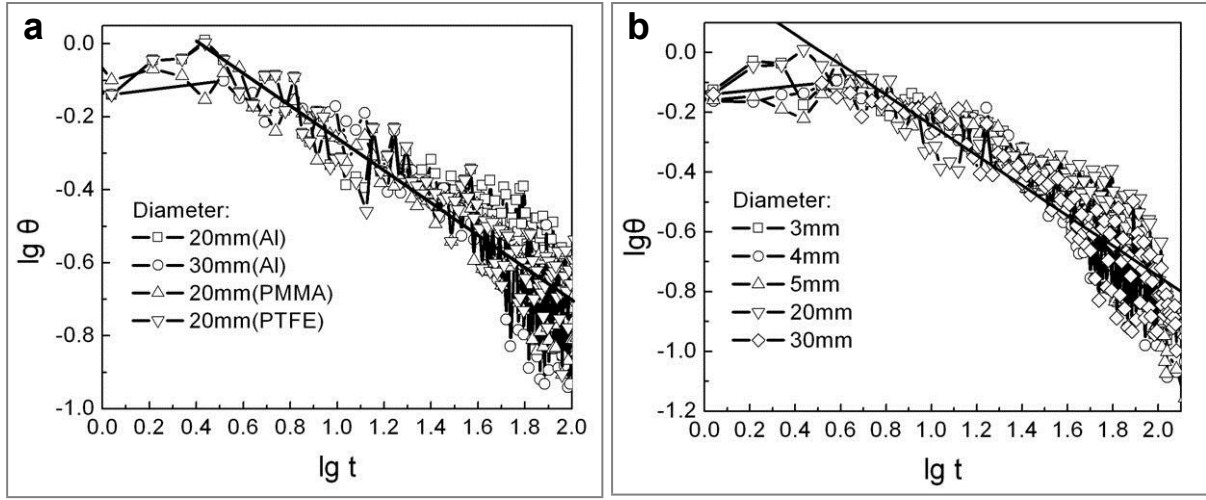 a
0.0
-0.2
-0.4
-0.6
-0.8
-1.0
lg θ
Diameter:
20mm(Al)
30mm(Al)
20mm(PMMA)
20mm(PTFE)
0.0 0.2 0.4 0.6 0.8 1.0 1.2 1.4 1.6 1.8 2.0
lg t
b
0.0
-0.2
-0.4
-0.6
-0.8
-1.0
-1.2
lgθ
Diameter:
3mm
4mm
5mm
20mm
30mm
0.0 0.2 0.4 0.6 0.8 1.0 1.2 1.4 1.6 1.8 2.0
lg t